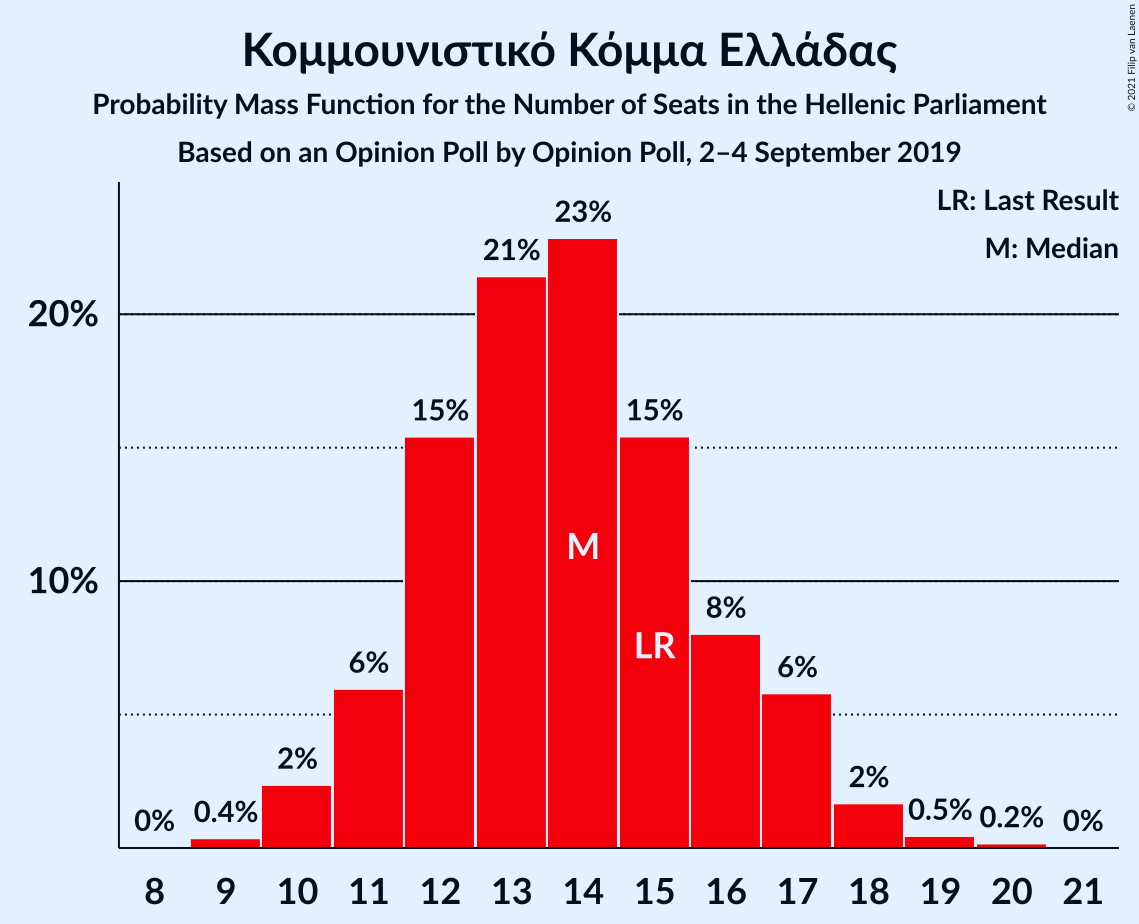 Κομμουνιστικό Κόμμα Ελλάδας
Probability Mass Function for the Number of Seats in the Hellenic Parliament
Based on an Opinion Poll by Opinion Poll, 2–4 September 2019
© 2021 Filip van Laenen
LR: Last Result
M: Median
23%
21%
20%
15%
15%
M
10%
8%
LR
6%
6%
2%
2%
0%
0.4%
0.5%
0.2%
0%
8 9 10 11 12 13 14 15 16 17 18 19 20 21